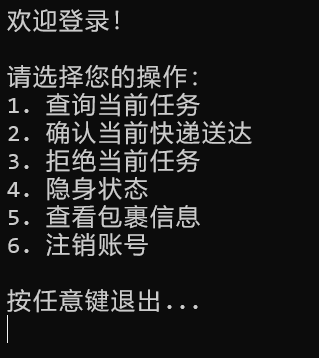 欢迎登录!
请选择您的操作:
1. 查询当前任务
2. 确认当前快递送达
3. 拒绝当前任务
4. 隐身状态
5. 查看包裹信息
6. 注销账号
按任意键退出...